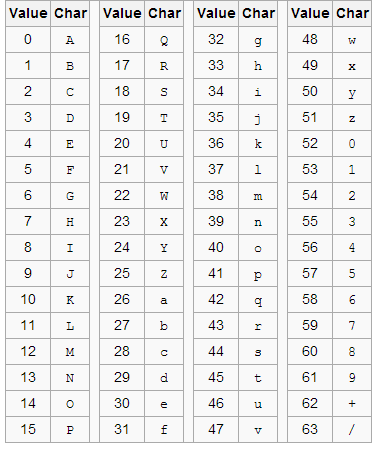 Value Char Value Char Value Char Value Char
0 A 16 Q 32 g 48 w
1 B 17 R 33 h 49 x
2 C 18 S 34 i 50 y
3 D 19 T 35 j 51 z
4 E 20 U 36 k 52 0
5 F 21 V 37 l 53 1
6 G 22 W 38 m 54 2
7 H 23 X 39 n 55 3
8 I 24 Y 40 o 56 4
9 J 25 Z 41 p 57 5
10 K 26 a 42 q 58 6
11 L 27 b 43 r 59 7
12 M 28 c 44 s 60 8
13 N 29 d 45 t 61 9
14 O 30 e 46 u 62 +
15 P 31 f 47 v 63 /